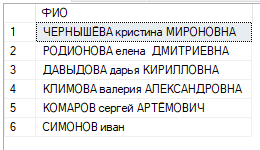 ФИО
1 ЧЕРНЫШЁВА кристина МИРОНОВНА
2 РОДИОНОВА елена  ДМИТРИЕВНА
3 ДАВЫДОВА дарья КИРИЛЛОВНА
4 КЛИМОВА валерия АЛЕКСАНДРОВНА
5 КОМАРОВ сергей АРТЁМОВИЧ
6 СИМОНОВ иван